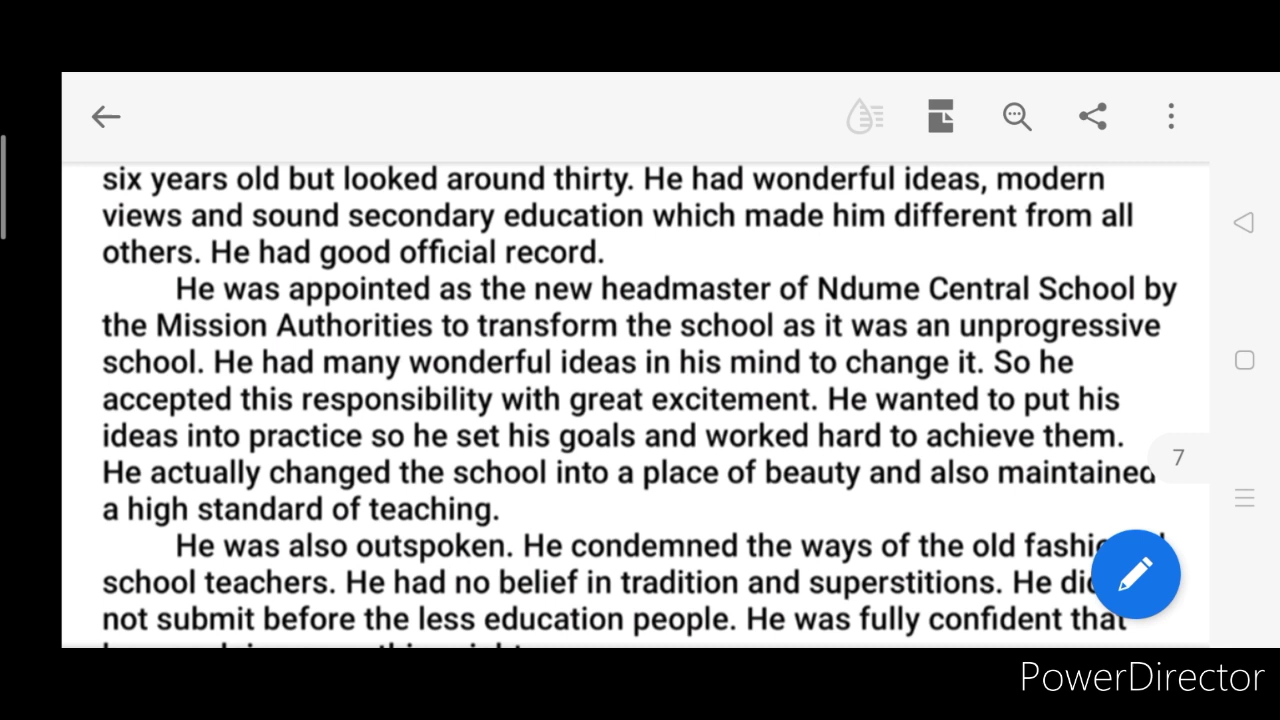 six years old but looked around thirty. He had wonderful ideas, modern
views and sound secondary education which made him different from all
others. He had good official record.
He was appointed as the new headmaster of Ndume Central School by
the Mission Authorities to transform the school as it was an unprogressive
school. He had many wonderful ideas in his mind to change it. So he
accepted this responsibility with great excitement. He wanted to put his
ideas into practice so he set his goals and worked hard to achieve them.
7
He actually changed the school into a place of beauty and also maintained
a high standard of teaching.
He was also outspoken. He condemned the ways of the old
school teachers. He had no belief in tradition and superstitions. He
not submit before the less education people. He was fully confident that
PowerDirector